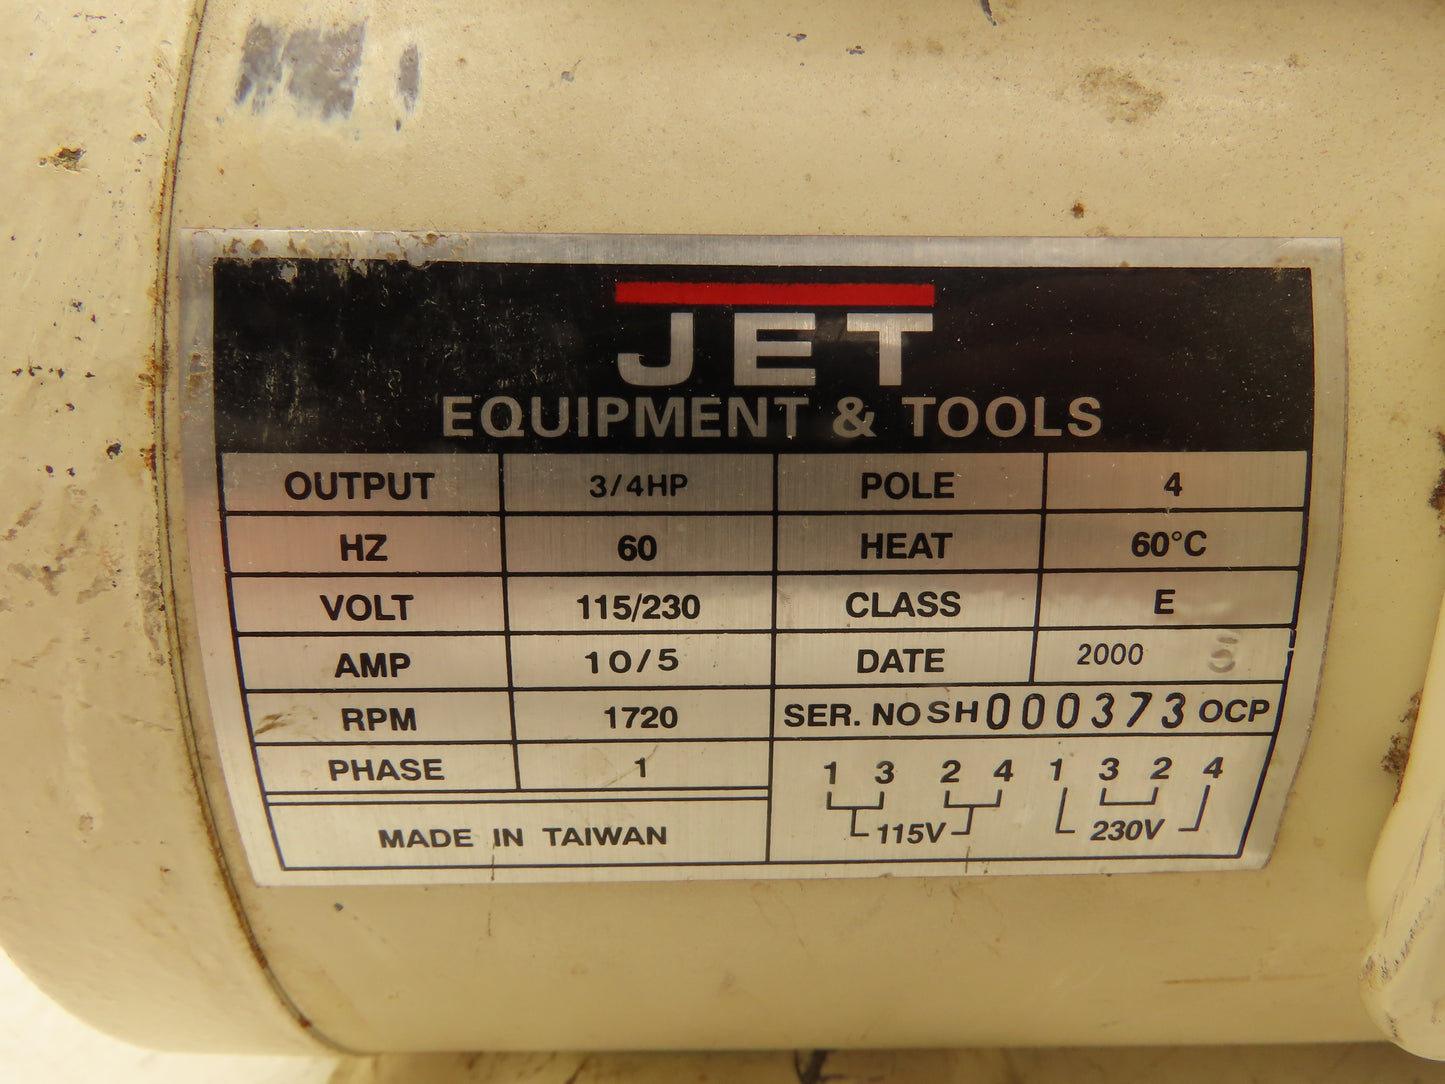 JET
EQUIPMENT & TOOLS
OUTPUT 3/4HP POLE 4
HZ 60 HEAT 60°C
VOLT 115/230 CLASS E
AMP 10/5 DATE 2000
RPM 1720 SER. NO SH000373 OCP
PHASE 1
1 3 2 4 1 3 2 4
115V 230V
MADE IN TAIWAN